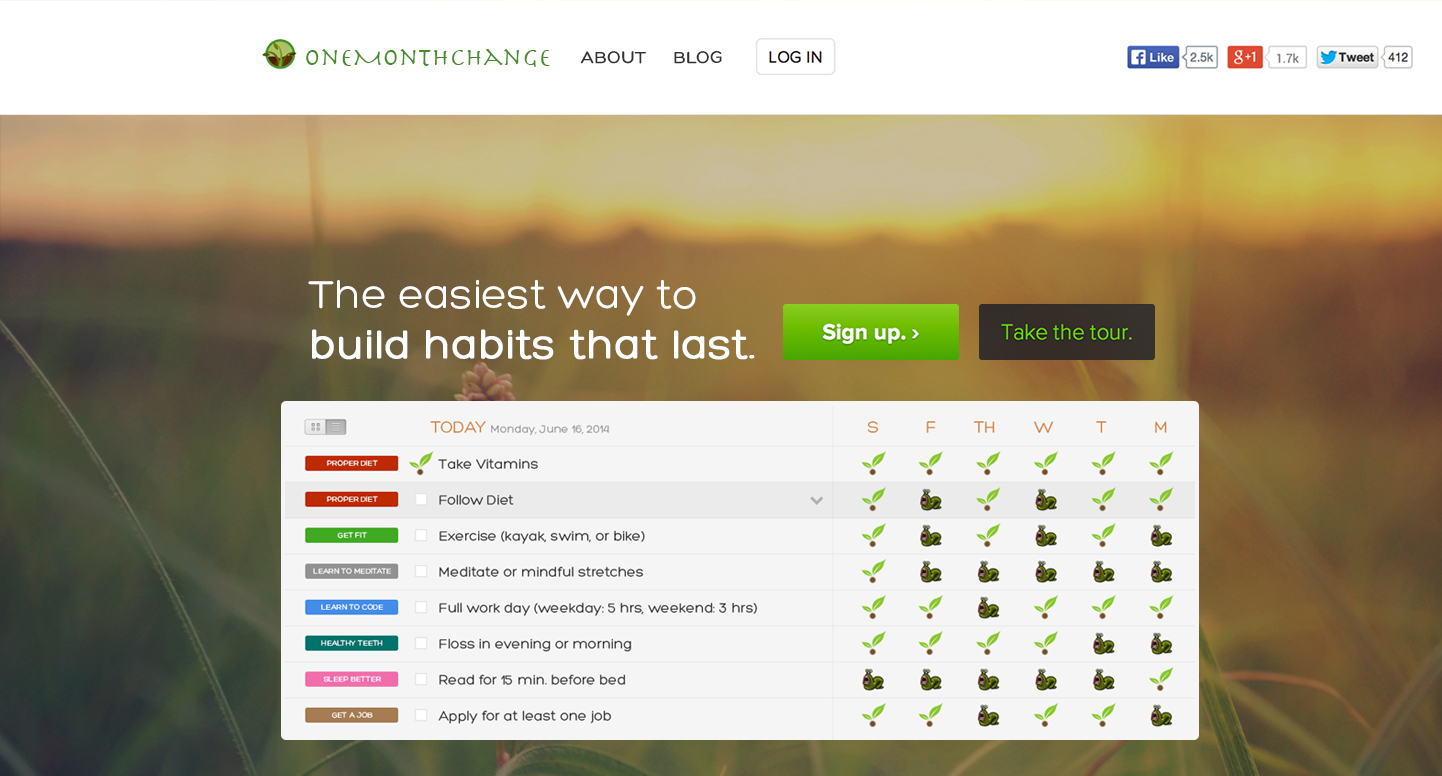 ONEMONTHCHANGE ABOUT BLOG LOG IN Like 2.5k g+1 1.7k Tweet 412
The easiest way to
build habits that last.
Sign up. › Take the tour.
TODAY Monday, June 16, 2014 S F TH W T M
PROPER DIET Take Vitamins
PROPER DIET Follow Diet
GET FIT Exercise (kayak, swim, or bike)
LEARN TO MEDITATE Meditate or mindful stretches
LEARN TO CODE Full work day (weekday: 5 hrs, weekend: 3 hrs)
HEALTHY TEETH Floss in evening or morning
SLEEP BETTER Read for 15 min. before bed
GET A JOB Apply for at least one job